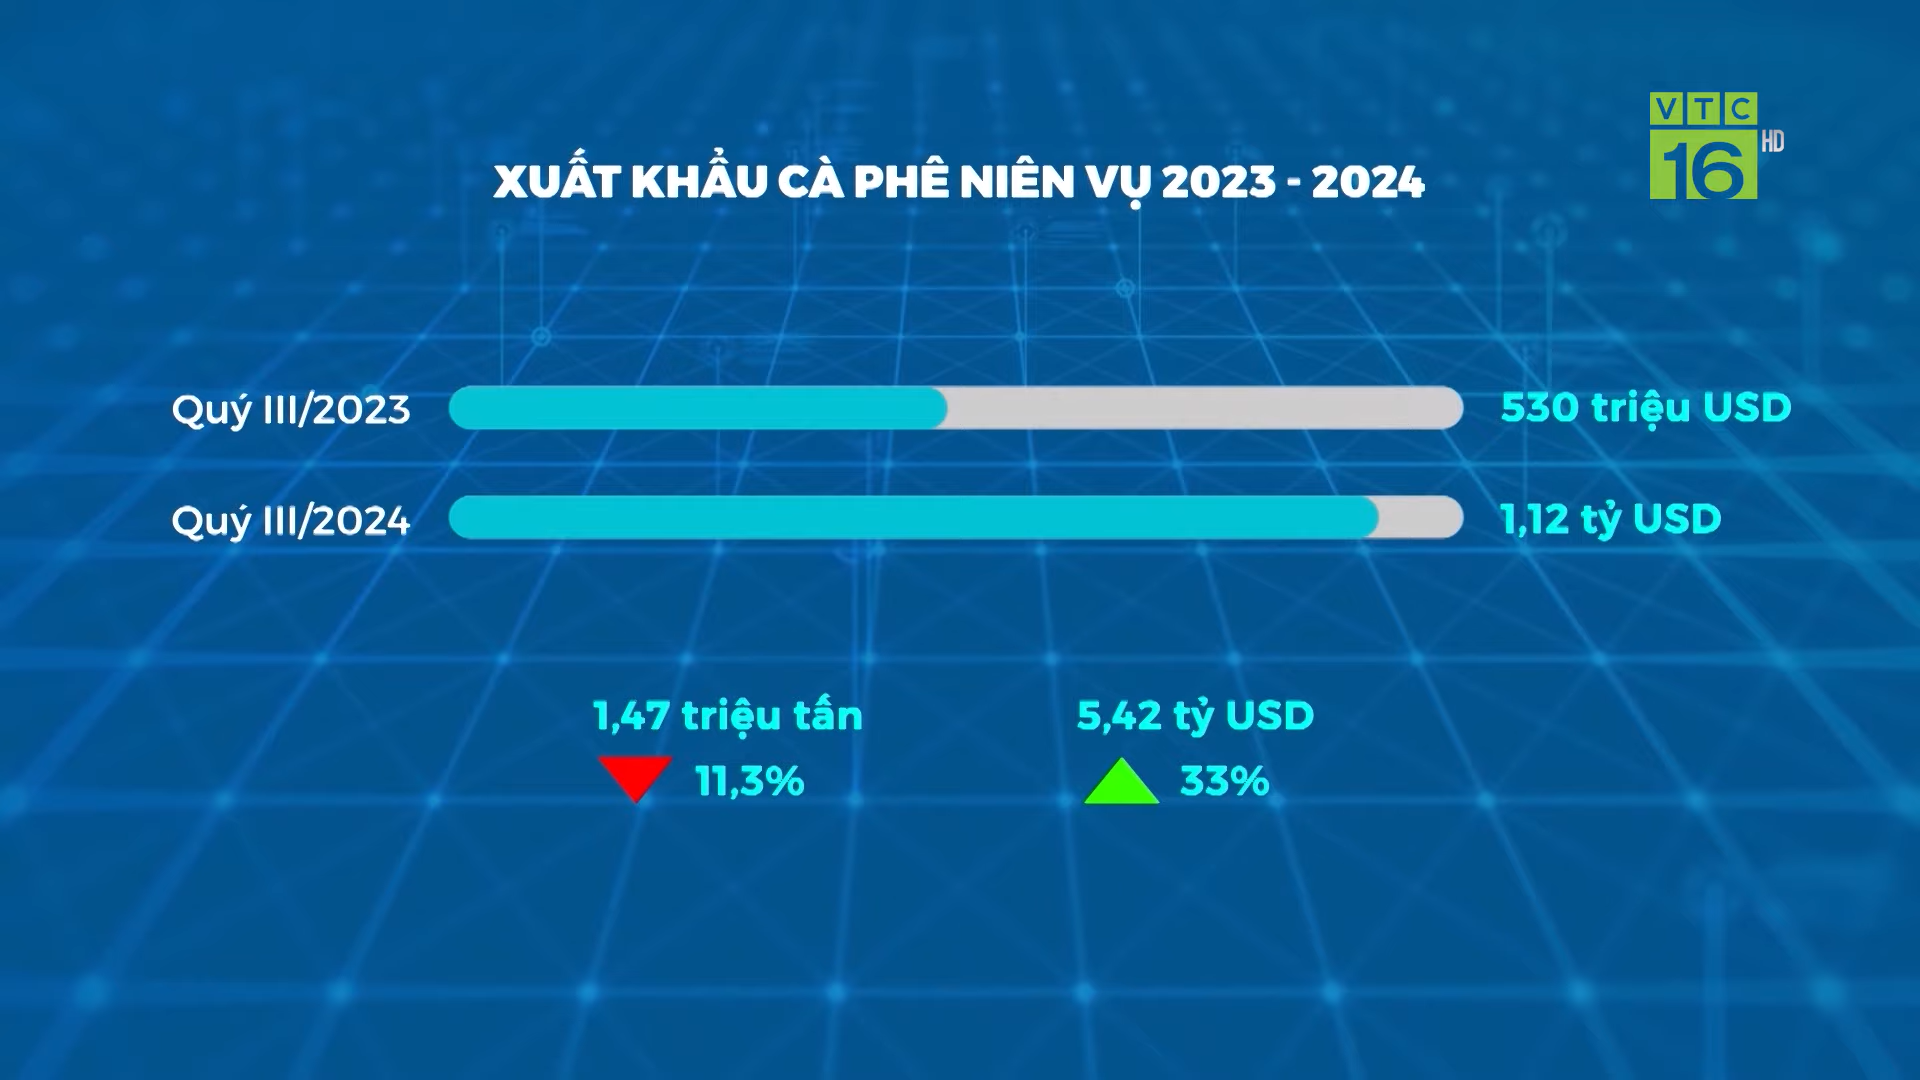 VTC
16 HD
XUẤT KHẨU CÀ PHÊ NIÊN VỤ 2023 - 2024
Quý III/2023 530 triệu USD
Quý III/2024 1,12 tỷ USD
1,47 triệu tấn 5,42 tỷ USD
11,3% 33%